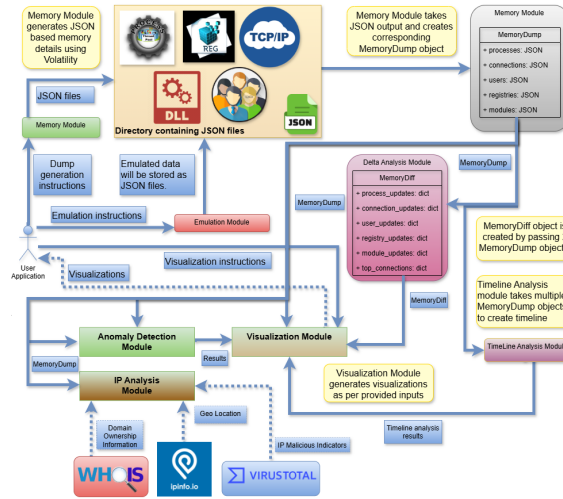 Memory Module
generates JSON
based memory
details using
Volatility
REG
TCP/IP
DLL
JSON
Directory containing JSON files
Memory Module takes
JSON output and creates
corresponding
MemoryDump object
Memory Module
MemoryDump
+ processes: JSON
+ connections: JSON
+ users: JSON
+ registries: JSON
+ modules: JSON
JSON files
Memory Module
Dump
generation
instructions
Emulated data
will be stored as
JSON files.
Emulation instructions
Emulation Module
User
Application
Visualizations
Visualization instructions
MemoryDump
Delta Analysis Module
MemoryDiff
+ process_updates: dict
+ connection_updates: dict
+ user_updates: dict
+ registry_updates: dict
+ module_updates: dict
+ top_connections: dict
MemoryDump
MemoryDiff object is
created by passing 2
MemoryDump object
MemoryDiff
Timeline Analysis
module takes multiple
MemoryDump objects
to create timeline
TimeLine Analysis Modul
Anomaly Detection
Module
Results
Visualization Module
MemoryDump
IP Analysis
Module
Visualization Module
generates visualizations
as per provided inputs
Timeline analysis
results
Domain
Ownership
Information
Geo Location
IP Malicious Indicators
WHOIS
ipinfo.io
VIRUSTOTAL